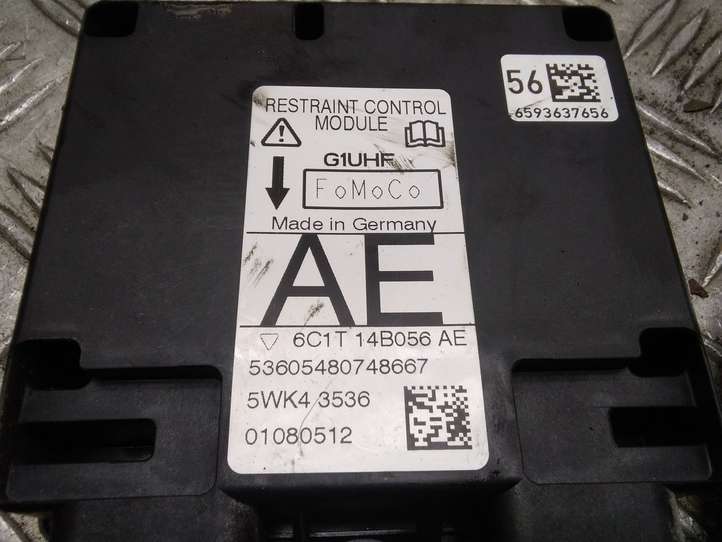 RESTRAINT CONTROL
MODULE
G1UHF
FoMoCo
Made in Germany
AE
6C1T 14B056 AE
53605480748667
5WK4 3536
01080512
56
6593637656